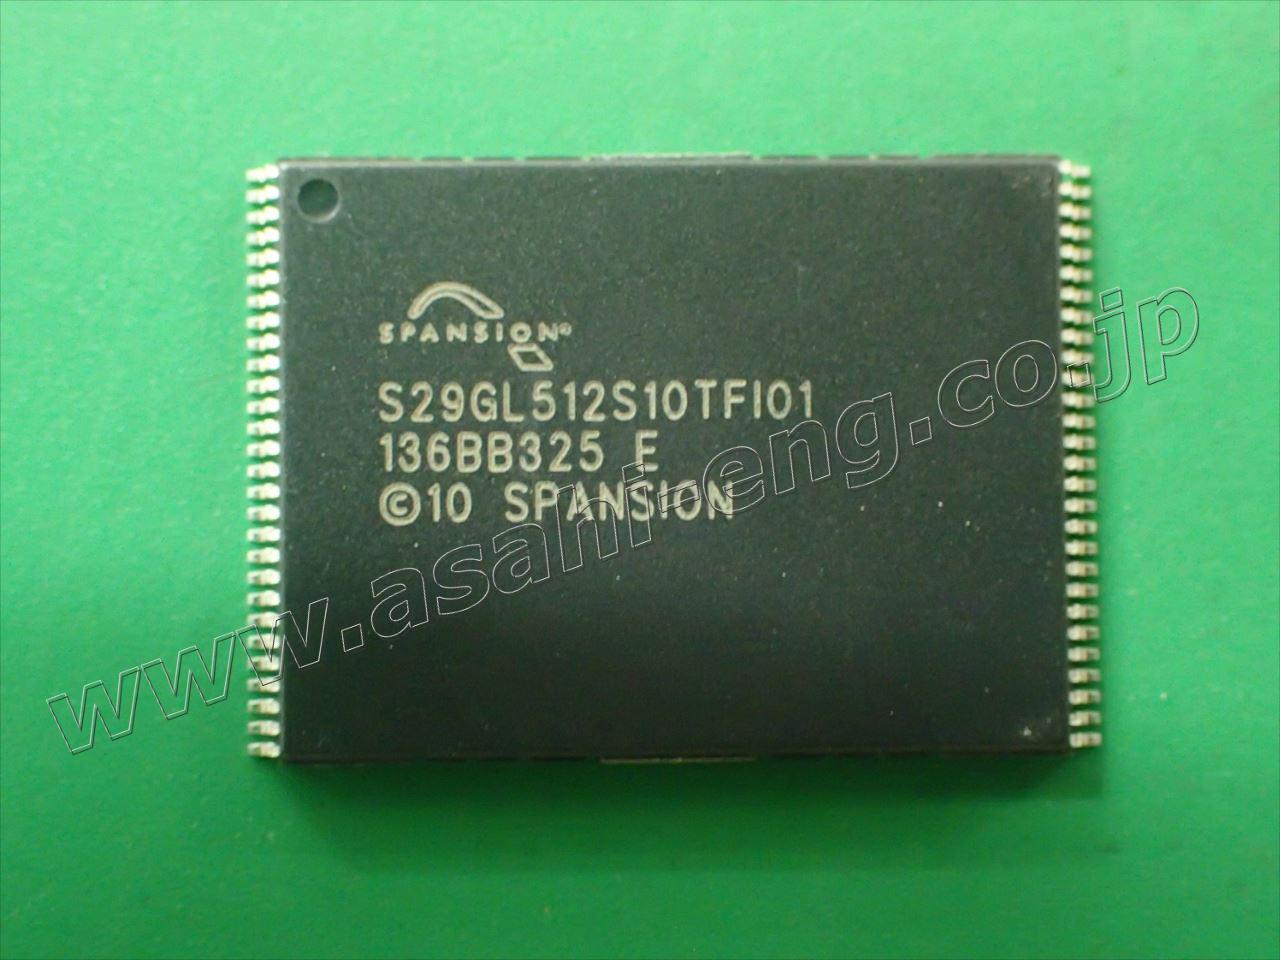 SPANSION®
S29GL512S10TFI01
136BB325 E
©10 SPANSION
www.asahi-eng.co.jp